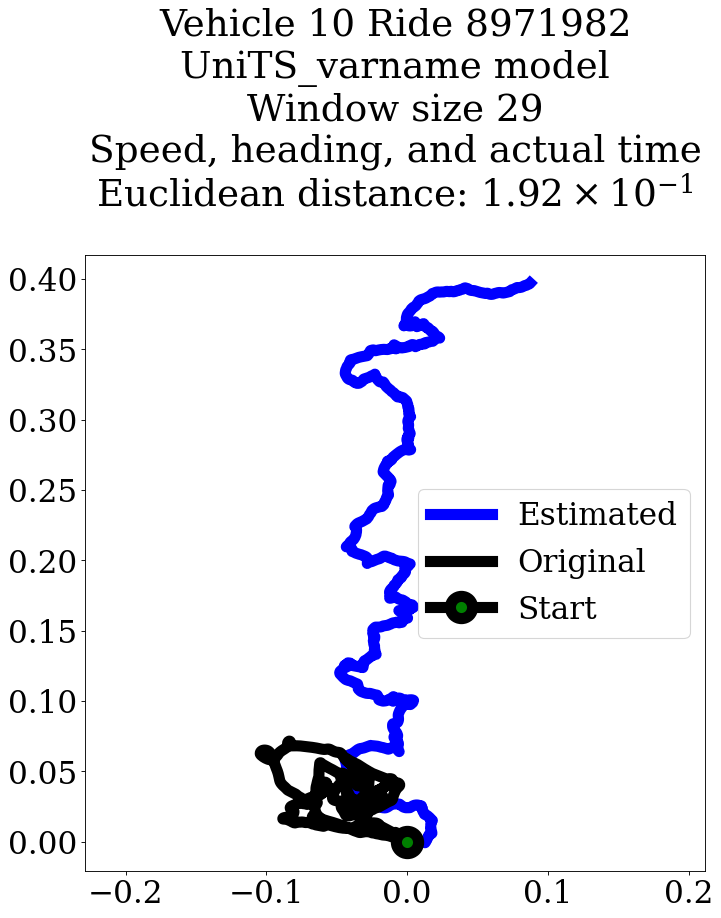 Vehicle 10 Ride 8971982
UniTS_varname model
Window size 29
Speed, heading, and actual time
Euclidean distance: 1.92 × 10⁻¹
0.40
0.35
0.30
0.25
0.20
0.15
0.10
0.05
0.00
Estimated
Original
Start
−0.2 −0.1 0.0 0.1 0.2